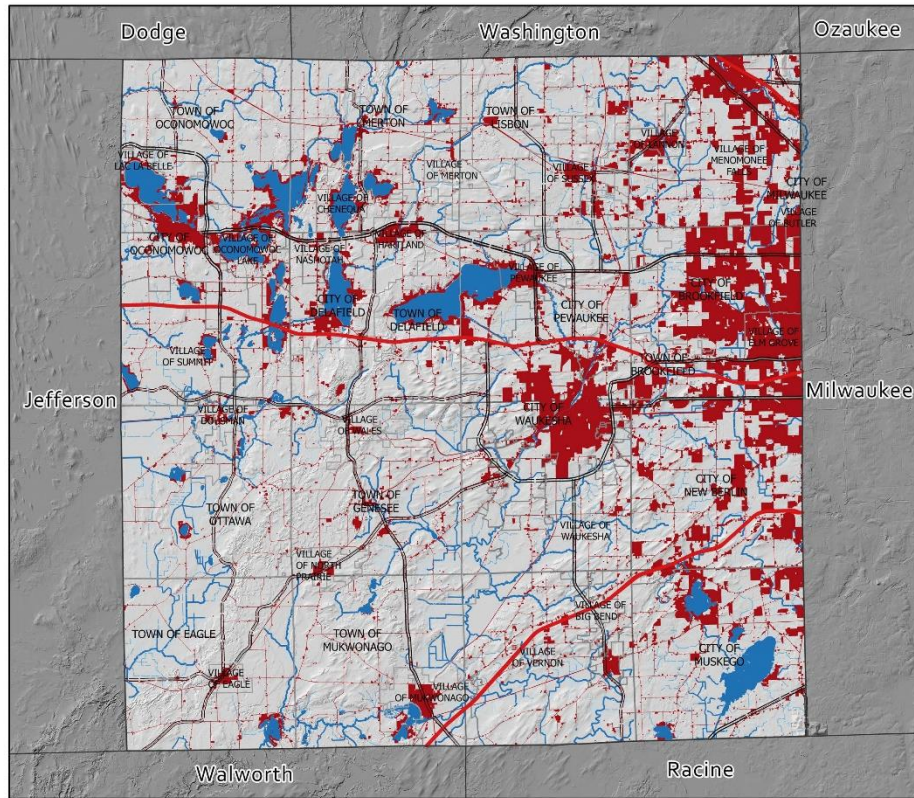 Dodge
Washington
Ozaukee
TOWN OF
OCONOMOWOC
TOWN OF
MERTON
TOWN OF
LISBON
VILLAGE
OF LANNON
VILLAGE OF
MENOMONEE
FALLS
VILLAGE OF
LAC LA BELLE
VILLAGE
OF MERTON
VILLAGE
OF SUSSEX
CITY OF
MILWAUKEE
VILLAGE OF
CHENEQUA
VILLAGE
OF BUTLER
CITY OF
OCONOMOWOC
VILLAGE OF
OCONOMOWOC
LAKE
VILLAGE OF
NASHOTAH
VILLAGE OF
HARTLAND
VILLAGE OF
PEWAUKEE
CITY OF
BROOKFIELD
CITY OF
DELAFIELD
TOWN OF
DELAFIELD
CITY OF
PEWAUKEE
VILLAGE OF
ELM GROVE
VILLAGE
OF SUMMIT
TOWN OF
BROOKFIELD
Jefferson
Milwaukee
VILLAGE OF
DOUSMAN
VILLAGE
OF WALES
CITY OF
WAUKESHA
CITY OF
NEW BERLIN
TOWN OF
OTTAWA
TOWN OF
GENESEE
VILLAGE OF
WAUKESHA
VILLAGE
OF NORTH
PRAIRIE
VILLAGE OF
BIG BEND
TOWN OF EAGLE
TOWN OF
MUKWONAGO
VILLAGE
OF VERNON
CITY OF
MUSKEGO
VILLAGE
OF EAGLE
VILLAGE
OF MUKWONAGO
Walworth
Racine